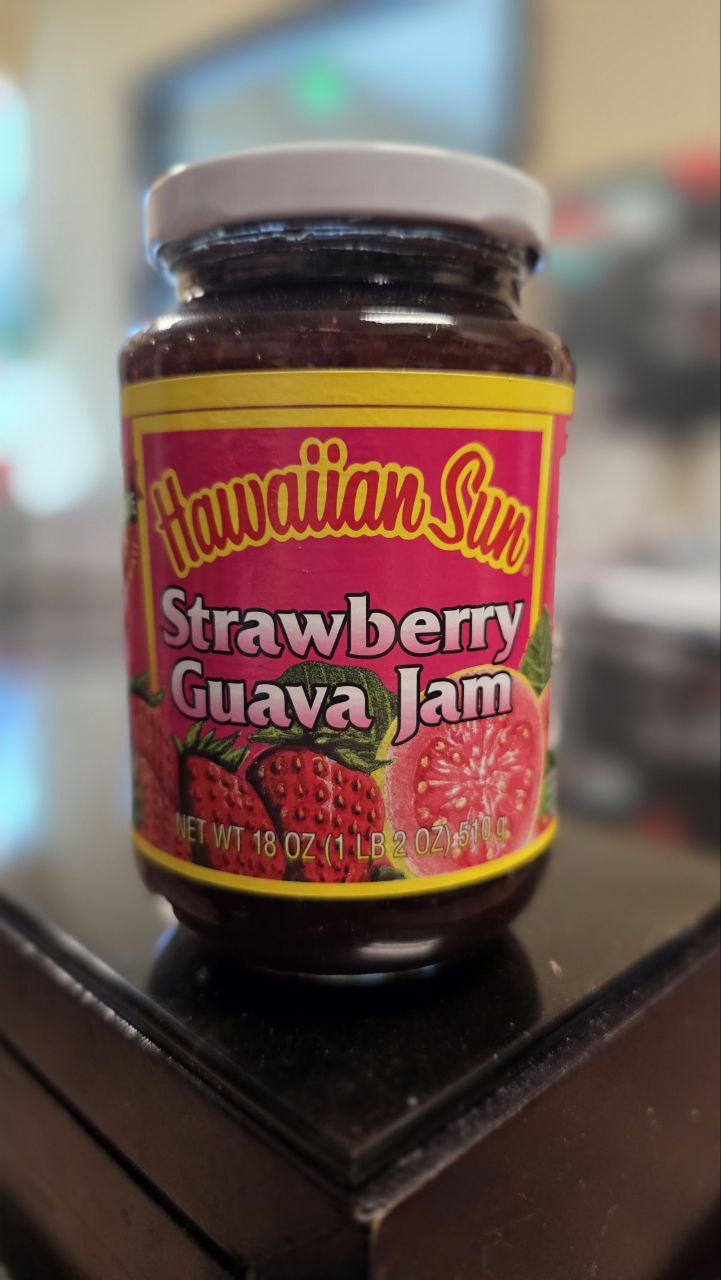 Hawaiian Sun
Strawberry
Guava Jam
NET WT 18 OZ (1 LB 2 OZ) 510 g